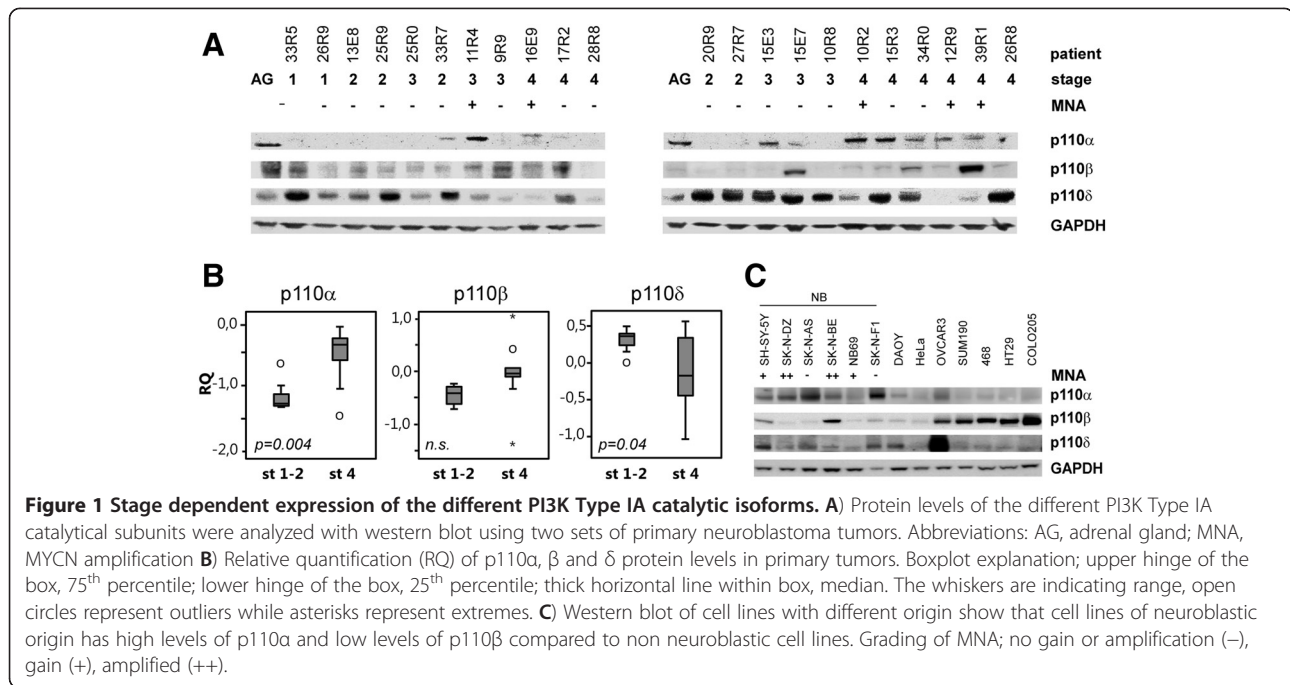 A
33R5 26R9 13E8 25R9 25R0 33R7 11R4 9R9 16E9 17R2 28R8
20R9 27R7 15E3 15E7 10R8 10R2 15R3 34R0 12R9 39R1 26R8 patient
AG 1 1 2 2 3 2 3 3 4 4 4
AG 2 2 3 3 3 4 4 4 4 4 4 stage
– - - - - - + - + - -
- - - - - + - - + + - MNA
p110α
p110β
p110δ
GAPDH
B
p110α
p110β
p110δ
RQ
0,0
-1,0
-2,0
p=0.004
st 1-2 st 4
1,0
0,0
-1,0
n.s.
st 1-2 st 4
0,5
0,0
-0,5
-1,0
p=0.04
st 1-2 st 4
C
NB
SH-SY-5Y SK-N-DZ SK-N-AS SK-N-BE NB69 SK-N-F1 DAOY HeLa OVCAR3 SUM190 468 HT29 COLO205
+ ++ - ++ + - MNA
p110α
p110β
p110δ
GAPDH
Figure 1 Stage dependent expression of the different PI3K Type IA catalytic isoforms. A) Protein levels of the different PI3K Type IA
catalytical subunits were analyzed with western blot using two sets of primary neuroblastoma tumors. Abbreviations: AG, adrenal gland; MNA,
MYCN amplification B) Relative quantification (RQ) of p110α, β and δ protein levels in primary tumors. Boxplot explanation; upper hinge of the
box, 75th percentile; lower hinge of the box, 25th percentile; thick horizontal line within box, median. The whiskers are indicating range, open
circles represent outliers while asterisks represent extremes. C) Western blot of cell lines with different origin show that cell lines of neuroblastic
origin has high levels of p110α and low levels of p110β compared to non neuroblastic cell lines. Grading of MNA; no gain or amplification (−),
gain (+), amplified (++).